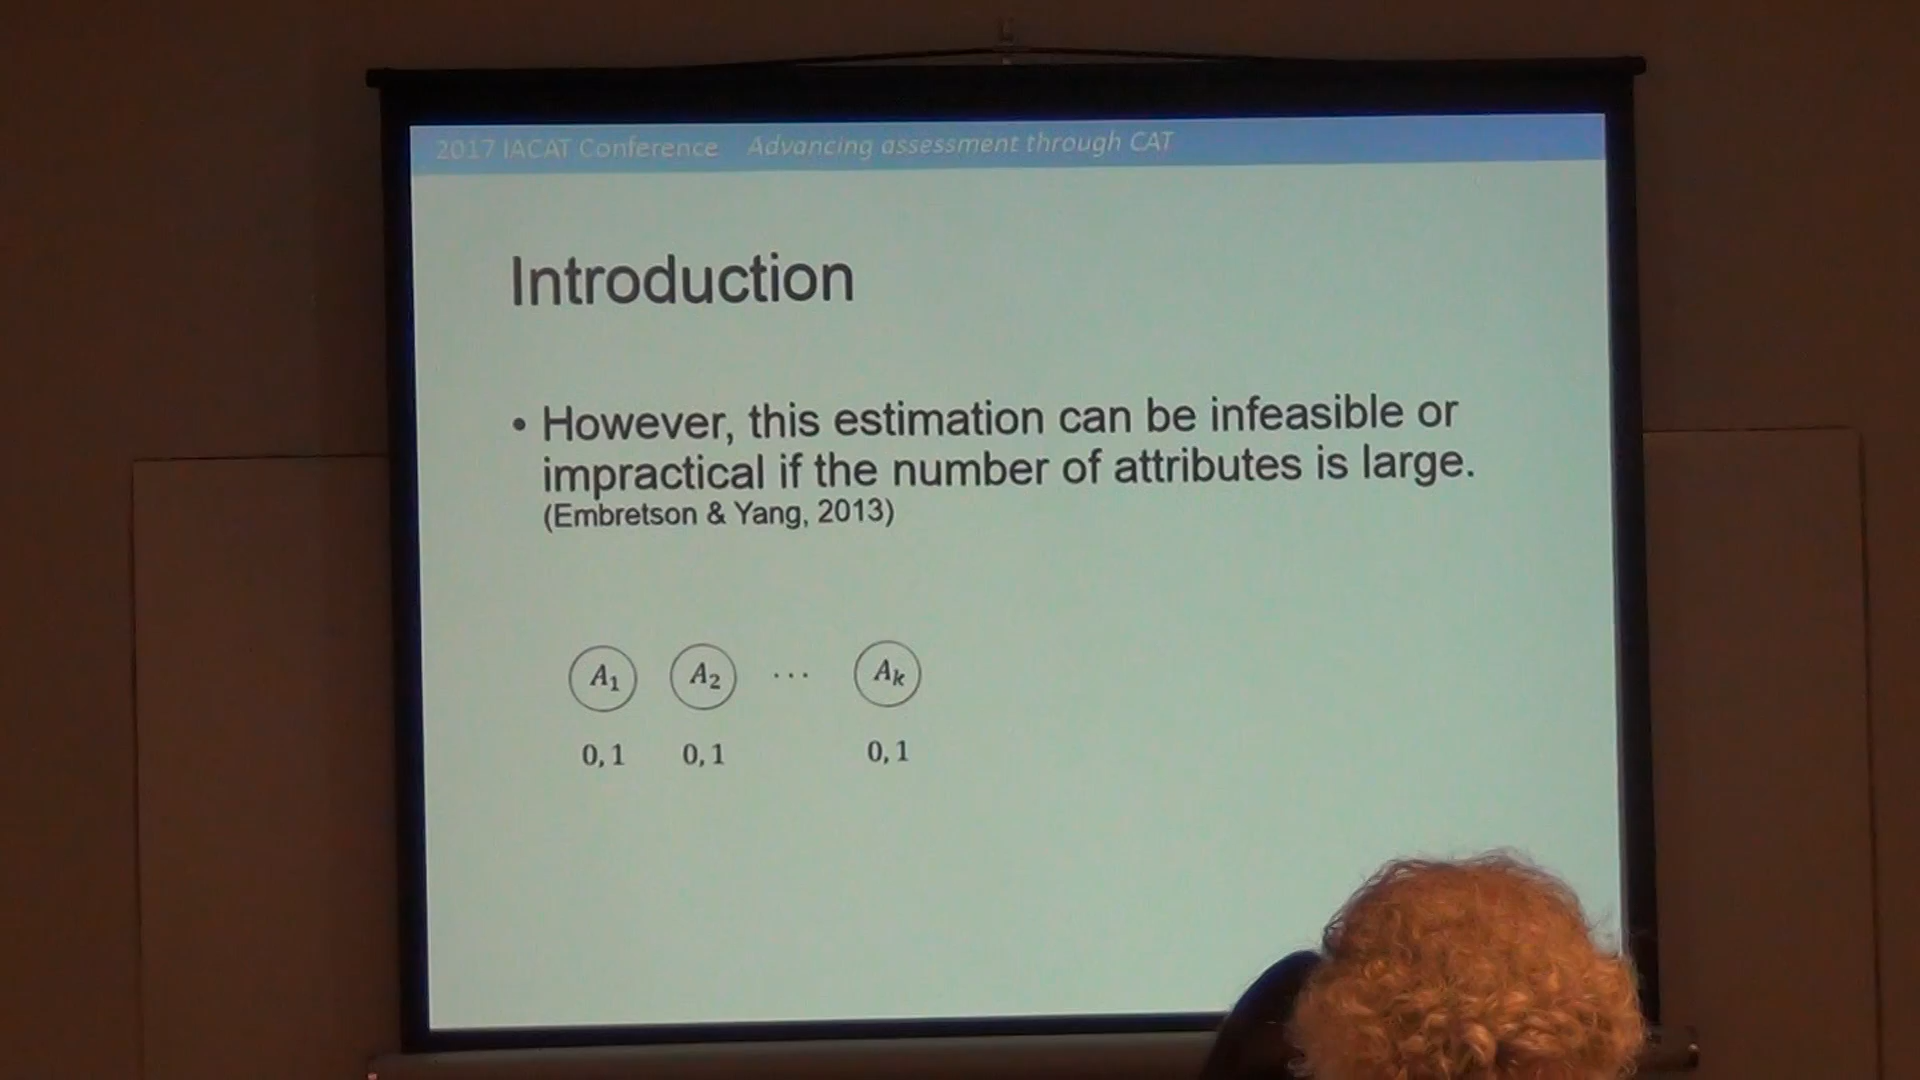 2017 IACAT Conference Advancing assessment through CAT
Introduction
• However, this estimation can be infeasible or
impractical if the number of attributes is large.
(Embretson & Yang, 2013)
A₁ A₂ ... Aₖ
0, 1 0, 1 0, 1